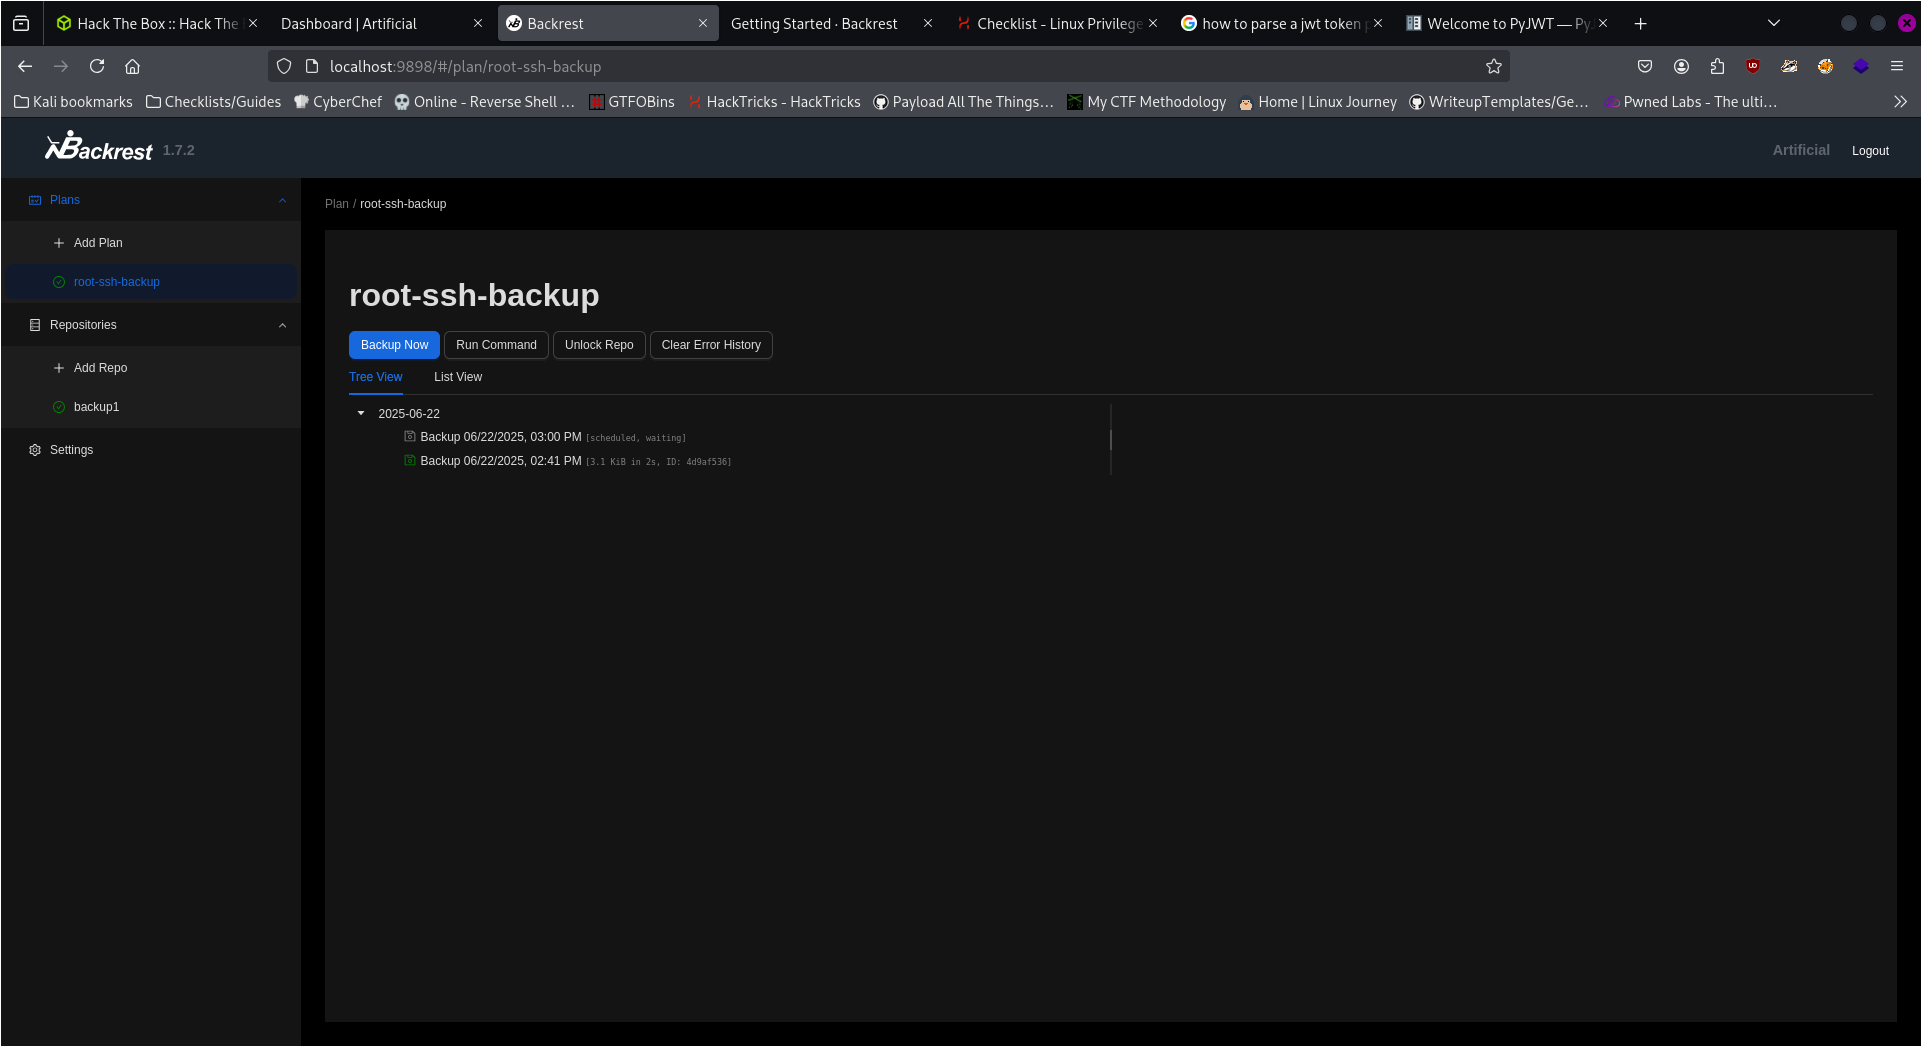 Hack The Box :: Hack The
Dashboard | Artificial
Backrest
Getting Started · Backrest
Checklist - Linux Privilege
how to parse a jwt token
Welcome to PyJWT — Py
localhost:9898/#/plan/root-ssh-backup
Kali bookmarks
Checklists/Guides
CyberChef
Online - Reverse Shell …
GTFOBins
HackTricks - HackTricks
Payload All The Things…
My CTF Methodology
Home | Linux Journey
WriteupTemplates/Ge…
Pwned Labs - The ulti…
Backrest 1.7.2
Artificial
Logout
Plans
Add Plan
root-ssh-backup
Repositories
Add Repo
backup1
Settings
Plan / root-ssh-backup
root-ssh-backup
Backup Now
Run Command
Unlock Repo
Clear Error History
Tree View
List View
2025-06-22
Backup 06/22/2025, 03:00 PM [scheduled, waiting]
Backup 06/22/2025, 02:41 PM [3.1 KiB in 2s, ID: 4d9af536]